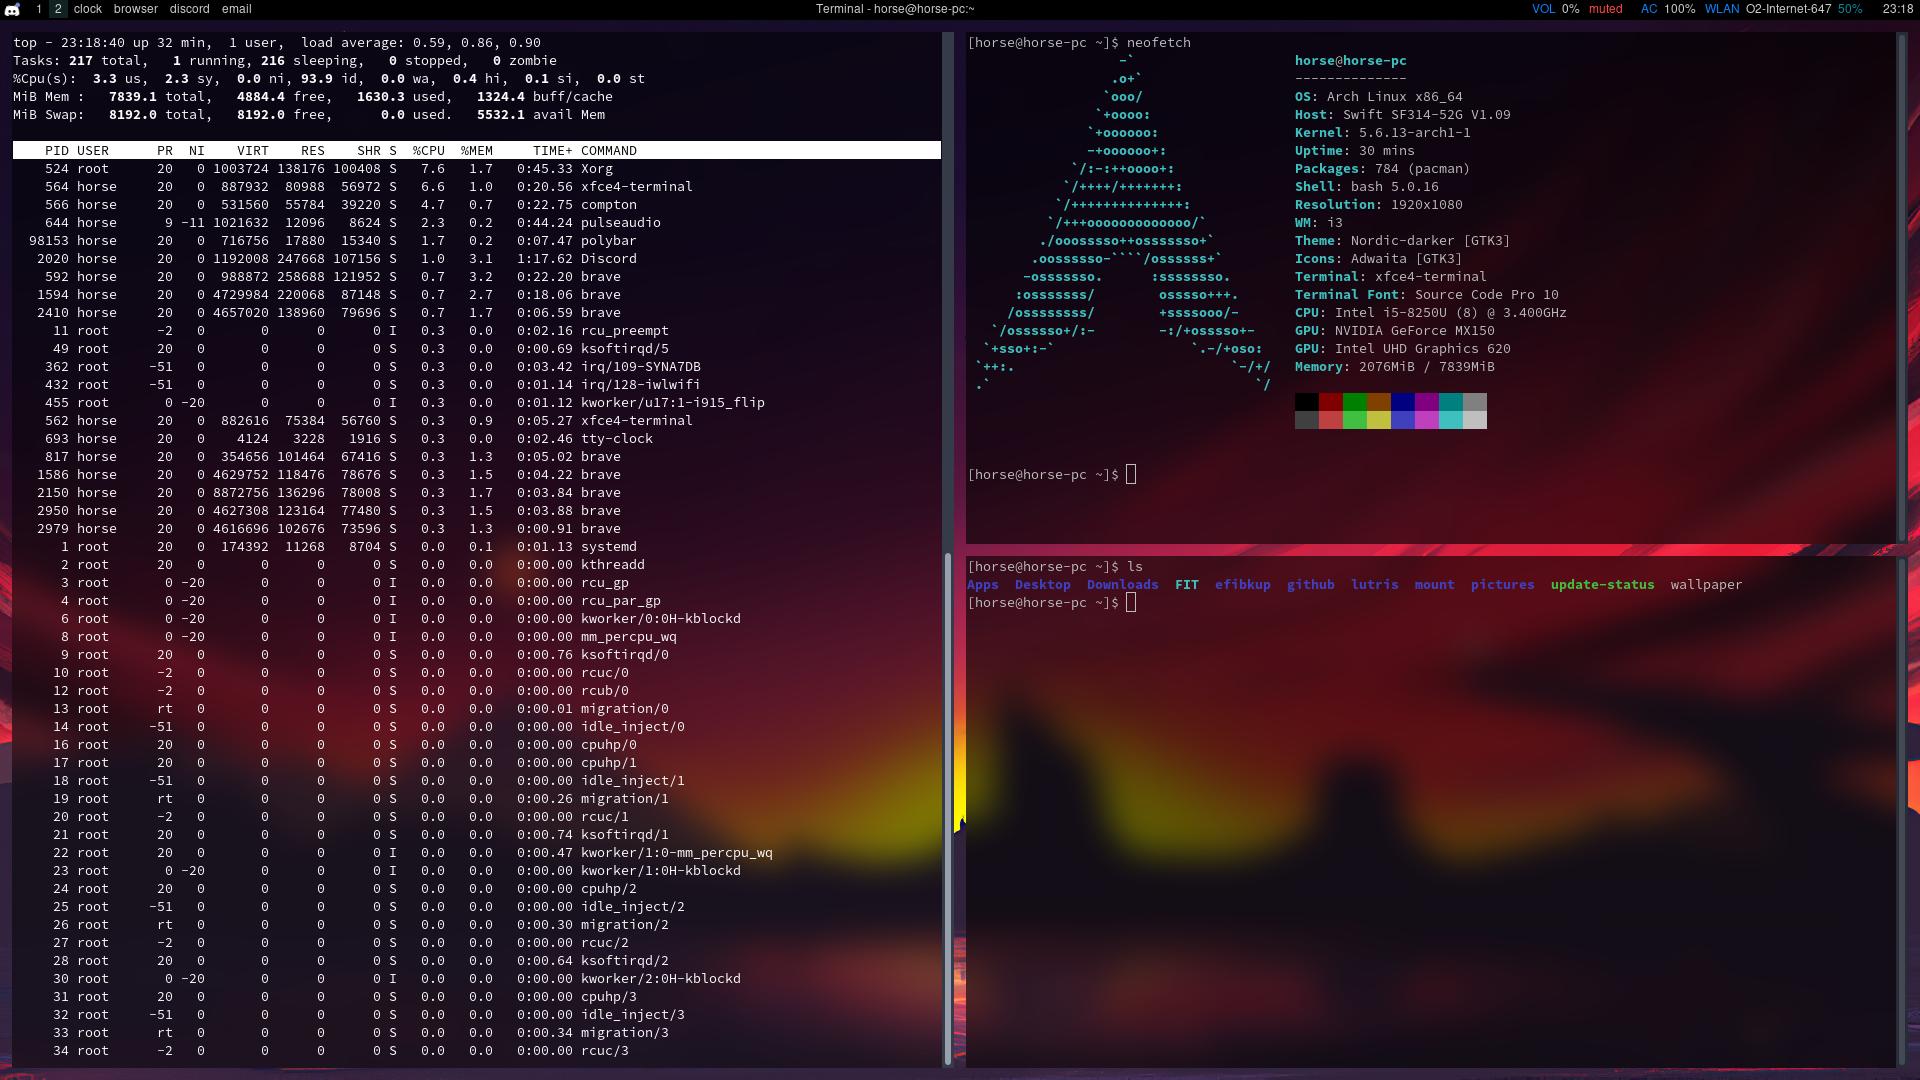 1 2 clock browser discord email Terminal - horse@horse-pc:~ VOL 0% muted AC 100% WLAN O2-Internet-647 50% 23:18
top - 23:18:40 up 32 min,  1 user,  load average: 0.59, 0.86, 0.90
Tasks: 217 total,   1 running, 216 sleeping,   0 stopped,   0 zombie
%Cpu(s):  3.3 us,  2.3 sy,  0.0 ni, 93.9 id,  0.0 wa,  0.4 hi,  0.1 si,  0.0 st
MiB Mem :   7839.1 total,   4884.4 free,   1630.3 used,   1324.4 buff/cache
MiB Swap:   8192.0 total,   8192.0 free,      0.0 used.   5532.1 avail Mem
PID USER PR NI VIRT RES SHR S %CPU %MEM TIME+ COMMAND
524 root 20 0 1003724 138176 100408 S 7.6 1.7 0:45.33 Xorg
564 horse 20 0 887932 80988 56972 S 6.6 1.0 0:20.56 xfce4-terminal
566 horse 20 0 531560 55784 39220 S 4.7 0.7 0:22.75 compton
644 horse 9 -11 1021632 12096 8624 S 2.3 0.2 0:44.24 pulseaudio
98153 horse 20 0 716756 17880 15340 S 1.7 0.2 0:07.47 polybar
2020 horse 20 0 1192008 247668 107156 S 1.0 3.1 1:17.62 Discord
592 horse 20 0 988872 258688 121952 S 0.7 3.2 0:22.20 brave
1594 horse 20 0 4729984 220068 87148 S 0.7 2.7 0:18.06 brave
2410 horse 20 0 4657020 138960 79696 S 0.7 1.7 0:06.59 brave
11 root -2 0 0 0 0 I 0.3 0.0 0:02.16 rcu_preempt
49 root 20 0 0 0 0 S 0.3 0.0 0:00.69 ksoftirqd/5
362 root -51 0 0 0 0 S 0.3 0.0 0:03.42 irq/109-SYNA7DB
432 root -51 0 0 0 0 S 0.3 0.0 0:01.14 irq/128-iwlwifi
455 root 0 -20 0 0 0 I 0.3 0.0 0:01.12 kworker/u17:1-i915_flip
562 horse 20 0 882616 75384 56760 S 0.3 0.9 0:05.27 xfce4-terminal
693 horse 20 0 4124 3228 1916 S 0.3 0.0 0:02.46 tty-clock
817 horse 20 0 354656 101464 67416 S 0.3 1.3 0:05.02 brave
1586 horse 20 0 4629752 118476 78676 S 0.3 1.5 0:04.22 brave
2150 horse 20 0 8872756 136296 78008 S 0.3 1.7 0:03.84 brave
2950 horse 20 0 4627308 123164 77480 S 0.3 1.5 0:03.88 brave
2979 horse 20 0 4616696 102676 73596 S 0.3 1.3 0:00.91 brave
1 root 20 0 174392 11268 8704 S 0.0 0.1 0:01.13 systemd
2 root 20 0 0 0 0 S 0.0 0.0 0:00.00 kthreadd
3 root 0 -20 0 0 0 I 0.0 0.0 0:00.00 rcu_gp
4 root 0 -20 0 0 0 I 0.0 0.0 0:00.00 rcu_par_gp
6 root 0 -20 0 0 0 I 0.0 0.0 0:00.00 kworker/0:0H-kblockd
8 root 0 -20 0 0 0 I 0.0 0.0 0:00.00 mm_percpu_wq
9 root 20 0 0 0 0 S 0.0 0.0 0:00.76 ksoftirqd/0
10 root -2 0 0 0 0 S 0.0 0.0 0:00.00 rcuc/0
12 root -2 0 0 0 0 S 0.0 0.0 0:00.00 rcub/0
13 root rt 0 0 0 0 S 0.0 0.0 0:00.01 migration/0
14 root -51 0 0 0 0 S 0.0 0.0 0:00.00 idle_inject/0
16 root 20 0 0 0 0 S 0.0 0.0 0:00.00 cpuhp/0
17 root 20 0 0 0 0 S 0.0 0.0 0:00.00 cpuhp/1
18 root -51 0 0 0 0 S 0.0 0.0 0:00.00 idle_inject/1
19 root rt 0 0 0 0 S 0.0 0.0 0:00.26 migration/1
20 root -2 0 0 0 0 S 0.0 0.0 0:00.00 rcuc/1
21 root 20 0 0 0 0 S 0.0 0.0 0:00.74 ksoftirqd/1
22 root 20 0 0 0 0 I 0.0 0.0 0:00.47 kworker/1:0-mm_percpu_wq
23 root 0 -20 0 0 0 I 0.0 0.0 0:00.00 kworker/1:0H-kblockd
24 root 20 0 0 0 0 S 0.0 0.0 0:00.00 cpuhp/2
25 root -51 0 0 0 0 S 0.0 0.0 0:00.00 idle_inject/2
26 root rt 0 0 0 0 S 0.0 0.0 0:00.30 migration/2
27 root -2 0 0 0 0 S 0.0 0.0 0:00.00 rcuc/2
28 root 20 0 0 0 0 S 0.0 0.0 0:00.64 ksoftirqd/2
30 root 0 -20 0 0 0 I 0.0 0.0 0:00.00 kworker/2:0H-kblockd
31 root 20 0 0 0 0 S 0.0 0.0 0:00.00 cpuhp/3
32 root -51 0 0 0 0 S 0.0 0.0 0:00.00 idle_inject/3
33 root rt 0 0 0 0 S 0.0 0.0 0:00.34 migration/3
34 root -2 0 0 0 0 S 0.0 0.0 0:00.00 rcuc/3
[horse@horse-pc ~]$ neofetch
-` horse@horse-pc
.o+` --------------
`ooo/ OS: Arch Linux x86_64
`+oooo: Host: Swift SF314-52G V1.09
`+oooooo: Kernel: 5.6.13-arch1-1
-+oooooo+: Uptime: 30 mins
`/:-:++oooo+: Packages: 784 (pacman)
`/++++/+++++++: Shell: bash 5.0.16
`/++++++++++++++: Resolution: 1920x1080
`/+++ooooooooooooo/` WM: i3
./ooosssso++osssssso+` Theme: Nordic-darker [GTK3]
.oossssso-````/ossssss+` Icons: Adwaita [GTK3]
-osssssso. :ssssssso. Terminal: xfce4-terminal
:osssssss/ osssso+++. Terminal Font: Source Code Pro 10
/ossssssss/ +ssssooo/- CPU: Intel i5-8250U (8) @ 3.400GHz
`/ossssso+/:- -:/+osssso+- GPU: NVIDIA GeForce MX150
`+sso+:-` `.-/+oso: GPU: Intel UHD Graphics 620
`++:. `-/+/ Memory: 2076MiB / 7839MiB
.` `/
[horse@horse-pc ~]$
[horse@horse-pc ~]$ ls
Apps Desktop Downloads FIT efibkup github lutris mount pictures update-status wallpaper
[horse@horse-pc ~]$